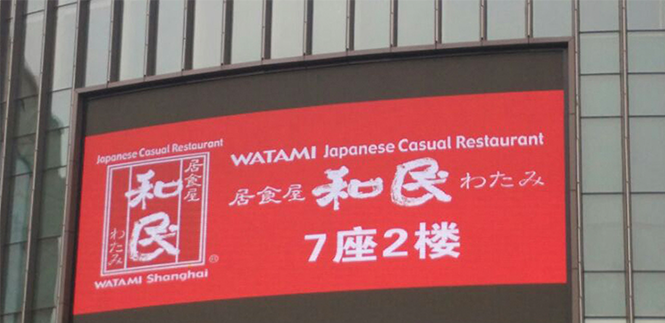 Japanese Casual Restaurant
居食屋
和民
わたみ
®
WATAMI Shanghai
WATAMI Japanese Casual Restaurant
居食屋 和民 わたみ
7座2楼